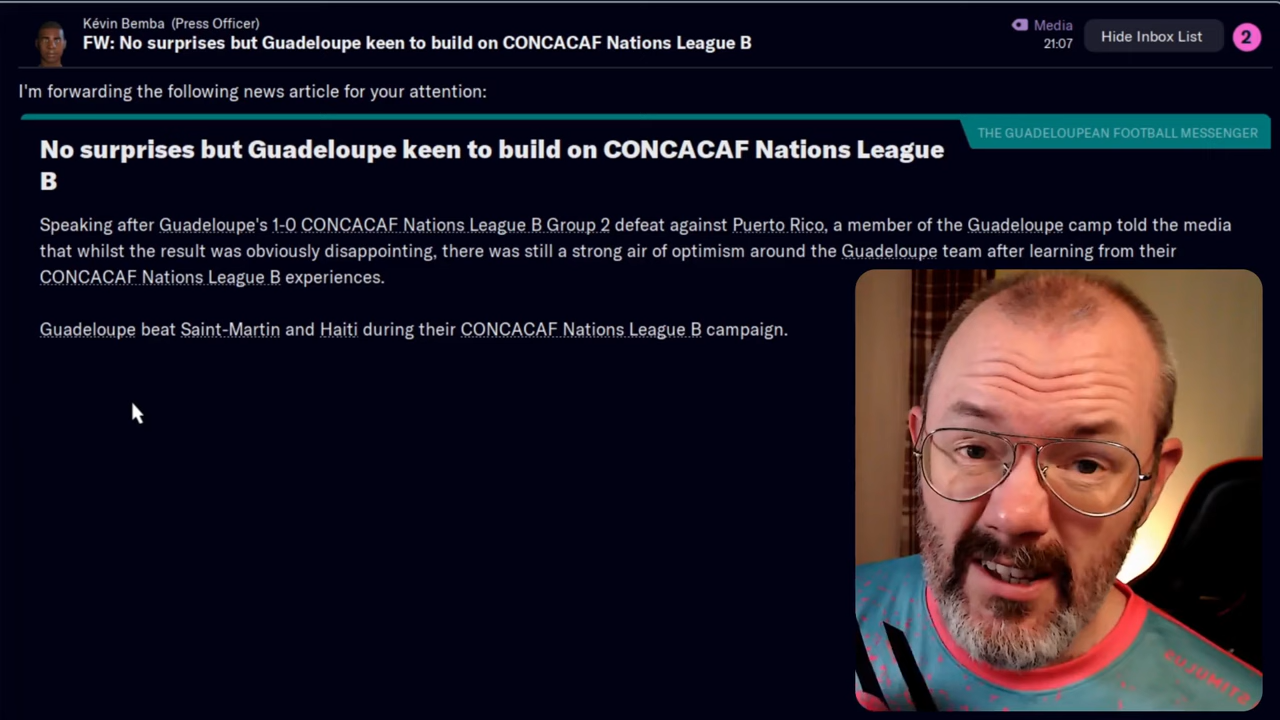 Kévin Bemba (Press Officer)
FW: No surprises but Guadeloupe keen to build on CONCACAF Nations League B
Media
21:07
Hide Inbox List
2
I'm forwarding the following news article for your attention:
THE GUADELOUPEAN FOOTBALL MESSENGER
No surprises but Guadeloupe keen to build on CONCACAF Nations League
B
Speaking after Guadeloupe's 1-0 CONCACAF Nations League B Group 2 defeat against Puerto Rico, a member of the Guadeloupe camp told the media
that whilst the result was obviously disappointing, there was still a strong air of optimism around the Guadeloupe team after learning from their
CONCACAF Nations League B experiences.
Guadeloupe beat Saint-Martin and Haiti during their CONCACAF Nations League B campaign.